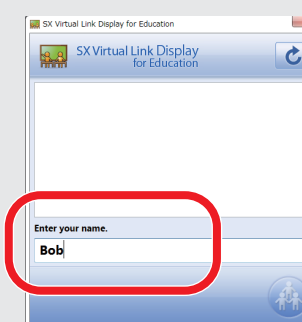 SX Virtual Link Display for Education
SX Virtual Link Display
for Education
Enter your name.
Bob